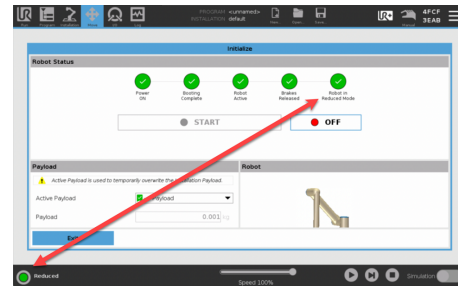 Run Program Installation Move I/O Log
PROGRAM <unnamed>
INSTALLATION default
New... Open... Save...
Manual
4FCF
3EAB
Initialize
Robot Status
Power
ON
Booting
Complete
Robot
Active
Brakes
Released
Robot in
Reduced Mode
START
OFF
Payload
Robot
Active Payload is used to temporarily overwrite the Installation Payload.
Active Payload
Payload
Payload
0.001 kg
Reduced
Speed 100%
Simulation